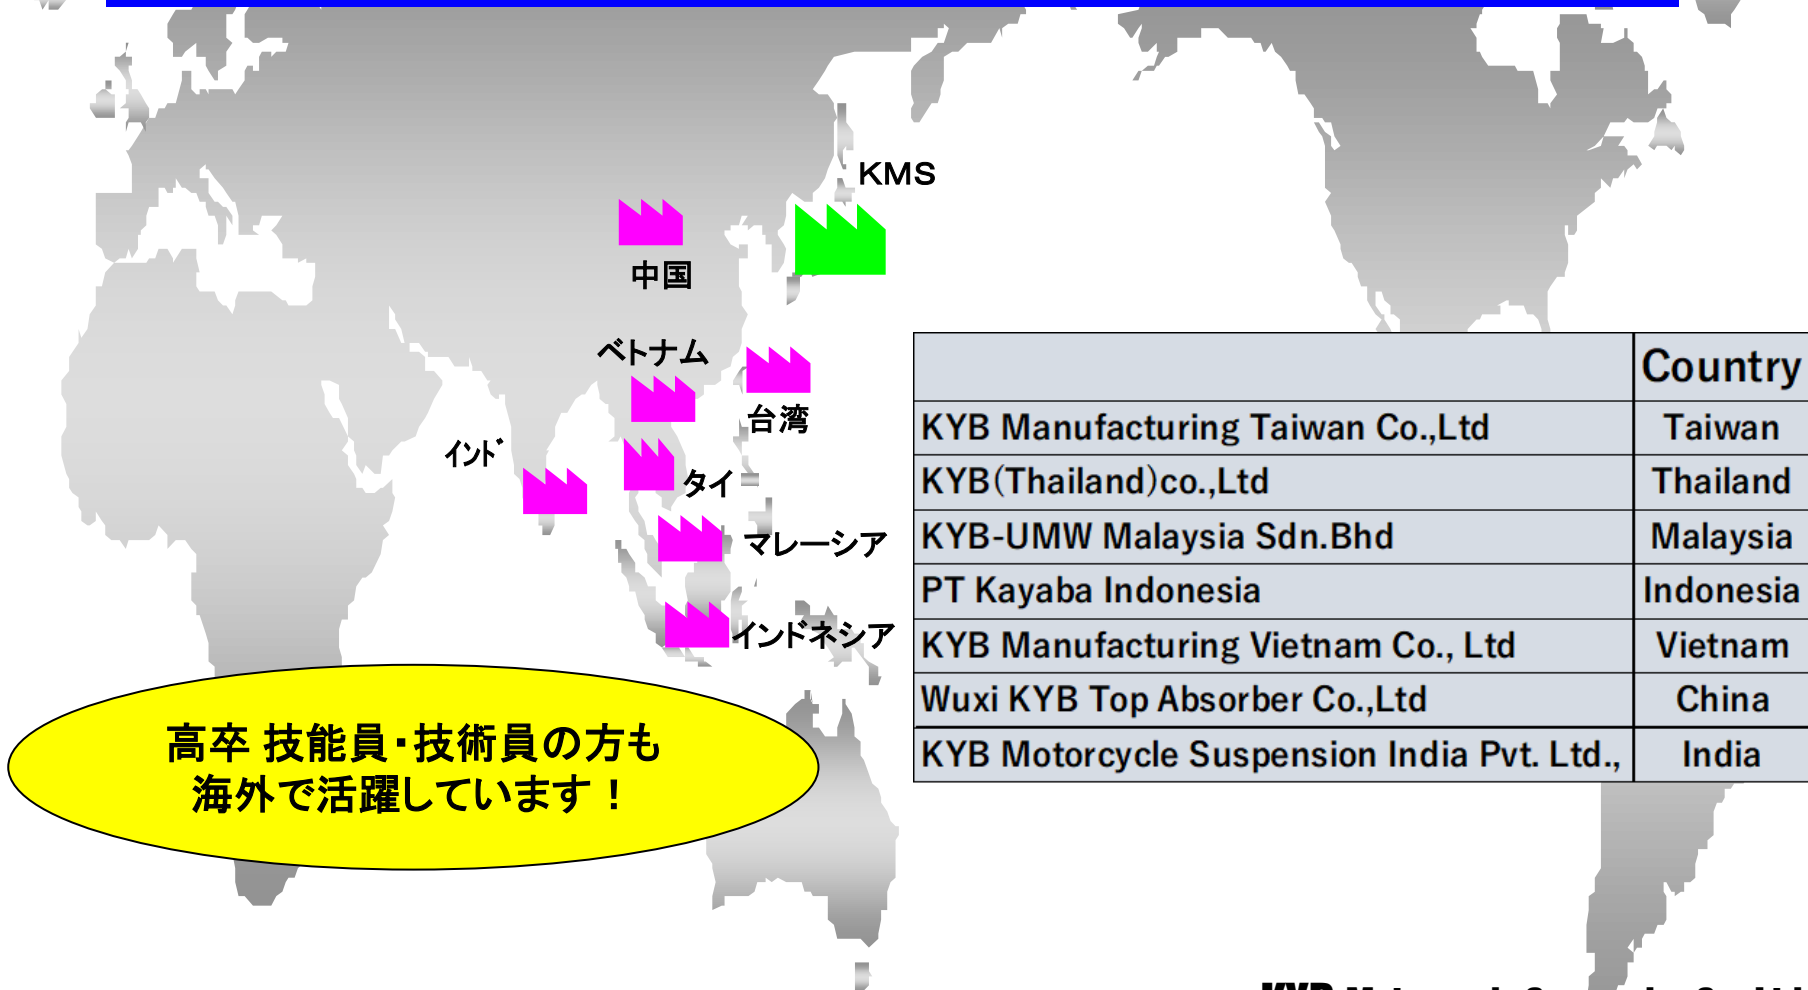 KMS
中国
ベトナム
台湾
インド
タイ
マレーシア
インドネシア
Country
KYB Manufacturing Taiwan Co.,Ltd Taiwan
KYB(Thailand)co.,Ltd Thailand
KYB-UMW Malaysia Sdn.Bhd Malaysia
PT Kayaba Indonesia Indonesia
KYB Manufacturing Vietnam Co., Ltd Vietnam
Wuxi KYB Top Absorber Co.,Ltd China
KYB Motorcycle Suspension India Pvt. Ltd., India
高卒 技能員・技術員の方も
海外で活躍しています！
KYB